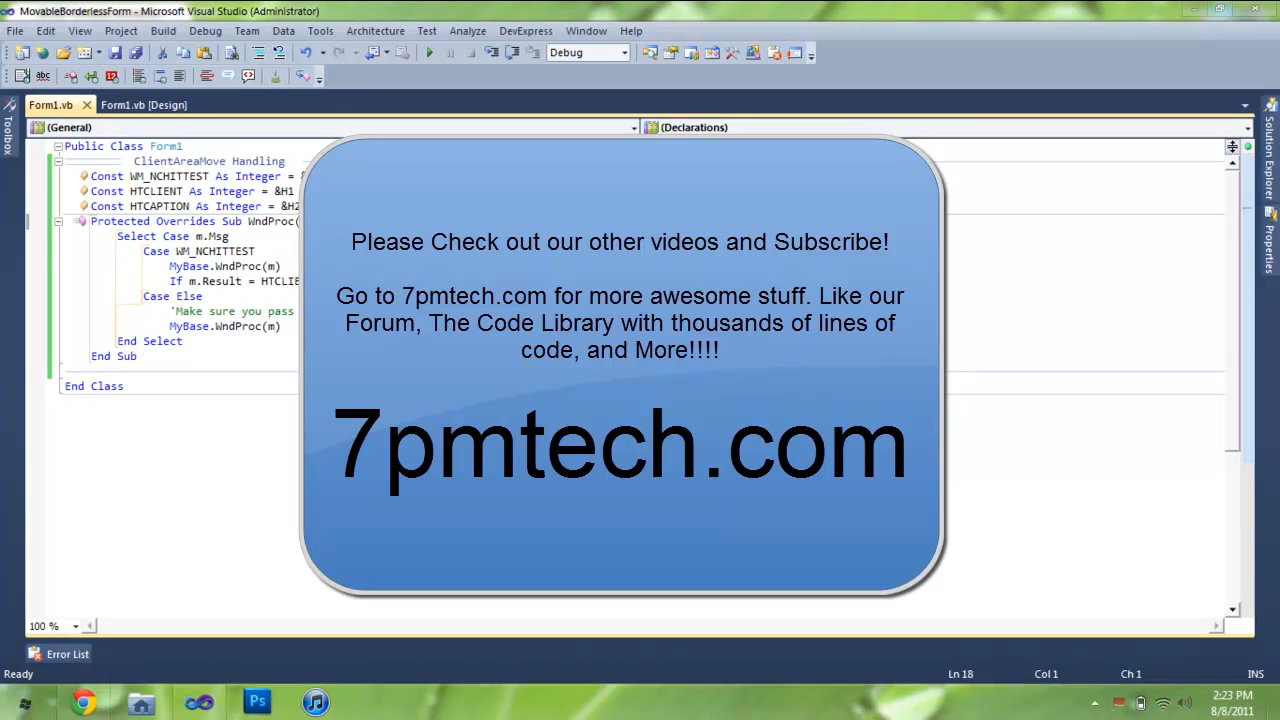 MovableBorderlessForm - Microsoft Visual Studio (Administrator)
File Edit View Project Build Debug Team Data Tools Architecture Test Analyze DevExpress Window Help
Debug
abc
Form1.vb Form1.vb [Design]
Toolbox
Solution Explorer
Properties
(General) (Declarations)
Public Class Form1
ClientAreaMove Handling
Const WM_NCHITTEST As Integer = &
Const HTCLIENT As Integer = &H1
Const HTCAPTION As Integer = &H2
Protected Overrides Sub WndProc(
Select Case m.Msg
Case WM_NCHITTEST
MyBase.WndProc(m)
If m.Result = HTCLIE
Case Else
'Make sure you pass
MyBase.WndProc(m)
End Select
End Sub
End Class
Please Check out our other videos and Subscribe!
Go to 7pmtech.com for more awesome stuff. Like our
Forum, The Code Library with thousands of lines of
code, and More!!!!
7pmtech.com
100 %
Error List
Ready Ln 18 Col 1 Ch 1 INS
Ps
2:23 PM
8/8/2011